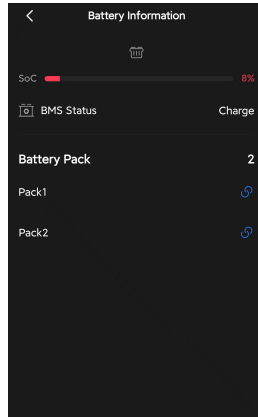 Battery Information
SoC 8%
BMS Status Charge
Battery Pack 2
Pack1
Pack2